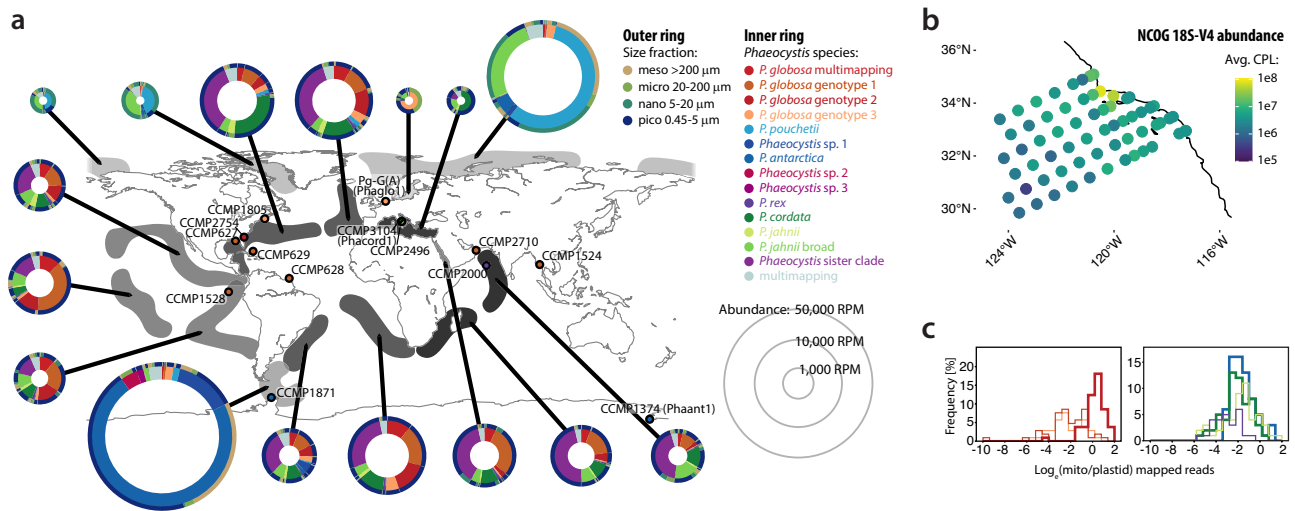 a
Outer ring
Size fraction:
meso >200 μm
micro 20-200 μm
nano 5-20 μm
pico 0.45-5 μm
Inner ring
Phaeocystis species:
P. globosa multimapping
P. globosa genotype 1
P. globosa genotype 2
P. globosa genotype 3
P. pouchetii
Phaeocystis sp. 1
P. antarctica
Phaeocystis sp. 2
Phaeocystis sp. 3
P. rex
P. cordata
P. jahnii
P. jahnii broad
Phaeocystis sister clade
multimapping
Pg-G(A)
(Phaglo1)
CCMP1805
CCMP2754
CCMP627
CCMP629
CCMP628
CCMP1528
CCMP3104
(Phacord1)
CCMP2496
CCMP2710
CCMP2000
CCMP1524
CCMP1871
CCMP1374 (Phaant1)
Abundance: 50,000 RPM
10,000 RPM
1,000 RPM
b
NCOG 18S-V4 abundance
Avg. CPL:
1e8
1e7
1e6
1e5
36°N
34°N
32°N
30°N
124°W
120°W
116°W
c
Frequency [%]
20
15
10
5
0
-10 -8 -6 -4 -2 0 2
15
10
5
0
-10 -8 -6 -4 -2 0 2
Loge(mito/plastid) mapped reads